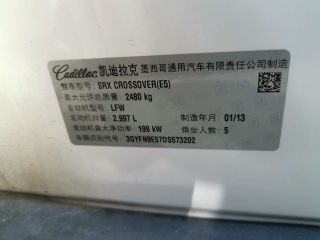 Cadillac 凯迪拉克 墨西哥通用汽车有限责任公司制造
整车型号: SRX CROSSOVER(E5)
最大允许总质量: 2480 kg
发动机型号: LFW
发动机排量: 2.997 L 制造年月 01/13
发动机最大净功率: 199 kW 乘坐人数 5
车辆识别代号: 3GYFN9E57DS573202